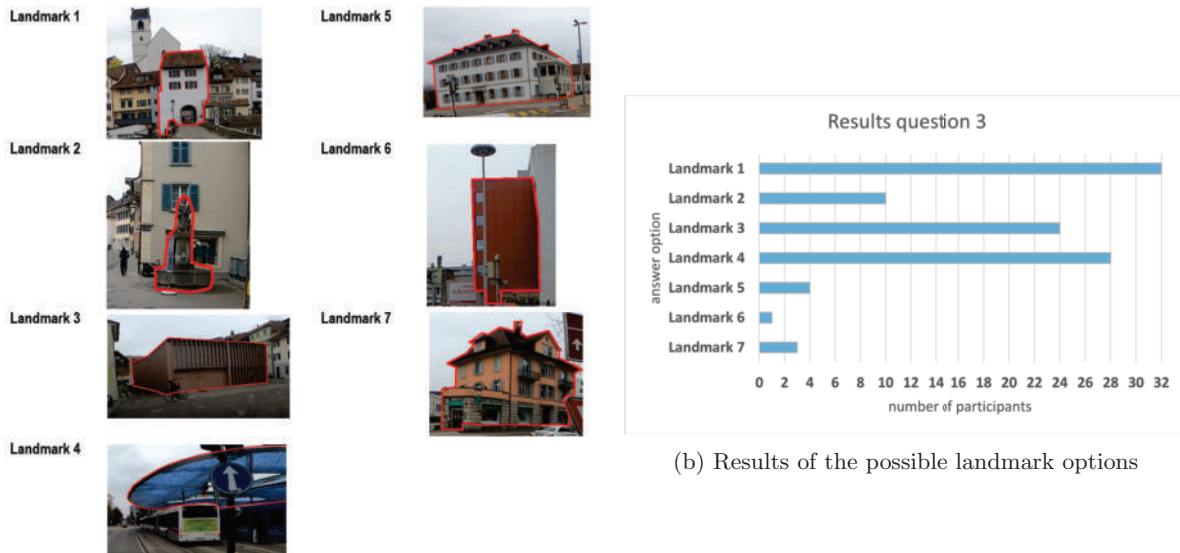 Landmark 1
Landmark 5
Landmark 2
Landmark 6
Landmark 3
Landmark 7
Landmark 4
Results question 3
answer option
Landmark 1
Landmark 2
Landmark 3
Landmark 4
Landmark 5
Landmark 6
Landmark 7
0 2 4 6 8 10 12 14 16 18 20 22 24 26 28 30 32
number of participants
(b) Results of the possible landmark options